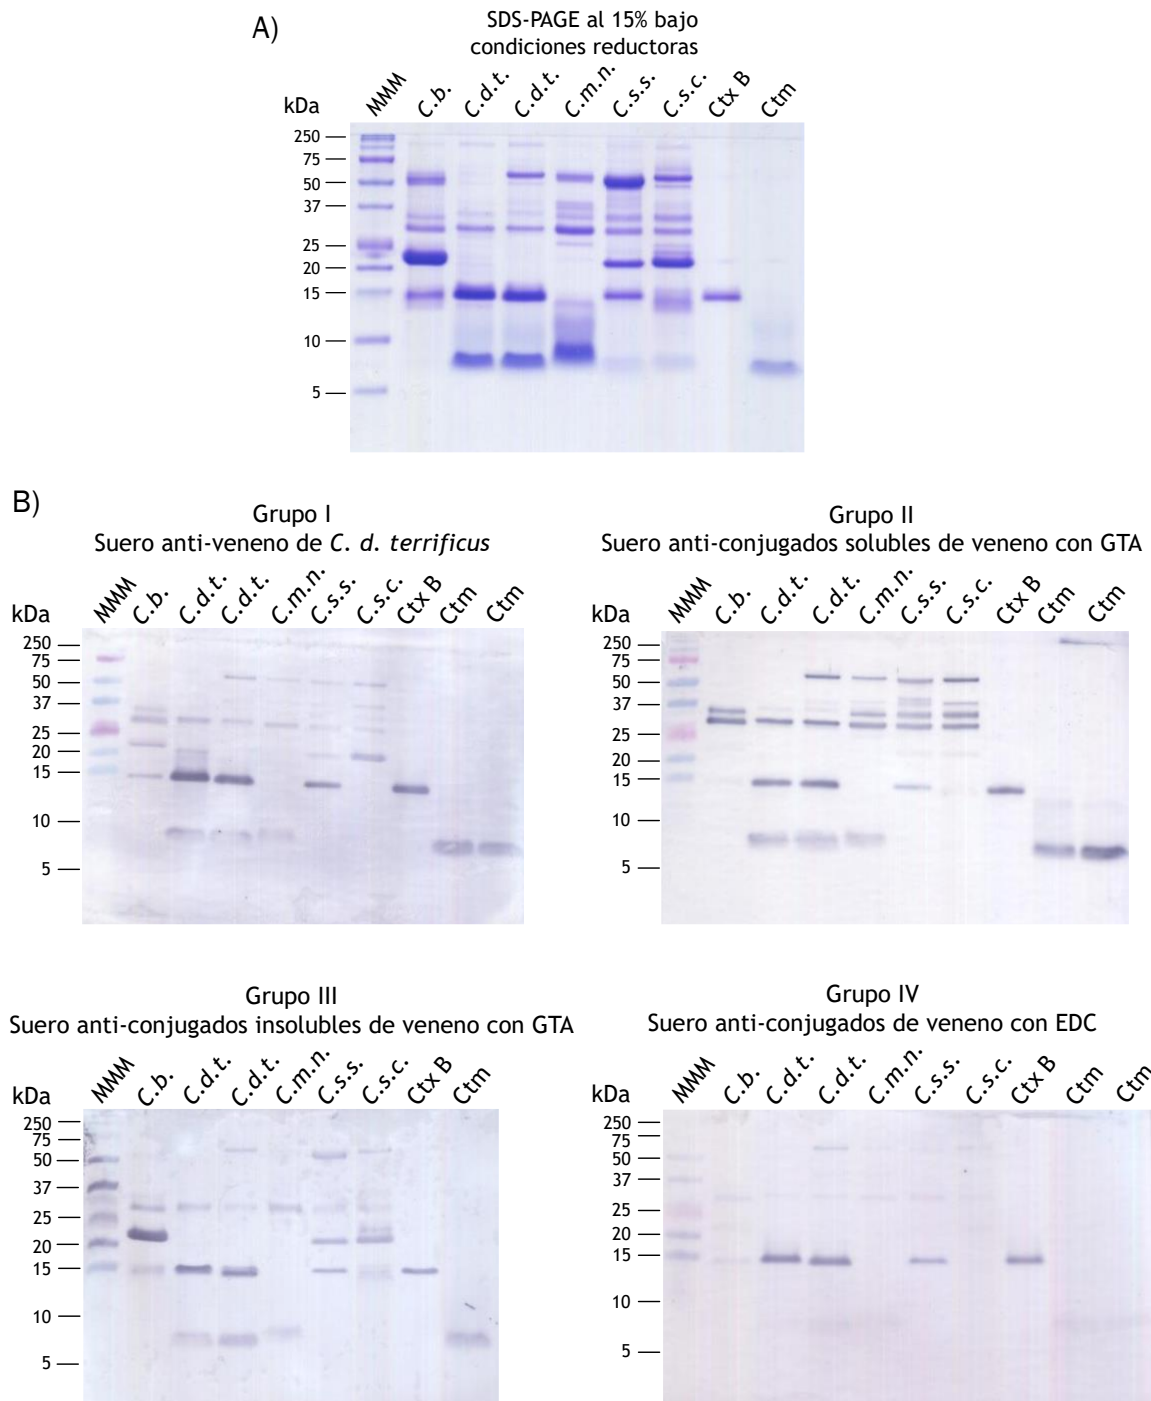 A)
SDS-PAGE al 15% bajo
condiciones reductoras
kDa
MMM
C.b.
C.d.t.
C.d.t.
C.m.n.
C.s.s.
C.s.c.
Ctx B
Ctm
250
75
50
37
25
20
15
10
5
B)
Grupo I
Suero anti-veneno de C. d. terrificus
kDa
MMM
C.b.
C.d.t.
C.d.t.
C.m.n.
C.s.s.
C.s.c.
Ctx B
Ctm
Ctm
250
75
50
37
25
20
15
10
5
Grupo II
Suero anti-conjugados solubles de veneno con GTA
kDa
MMM
C.b.
C.d.t.
C.d.t.
C.m.n.
C.s.s.
C.s.c.
Ctx B
Ctm
Ctm
250
75
50
37
25
20
15
10
5
Grupo III
Suero anti-conjugados insolubles de veneno con GTA
kDa
MMM
C.b.
C.d.t.
C.d.t.
C.m.n.
C.s.s.
C.s.c.
Ctx B
Ctm
250
75
50
37
25
20
15
10
5
Grupo IV
Suero anti-conjugados de veneno con EDC
kDa
MMM
C.b.
C.d.t.
C.d.t.
C.m.n.
C.s.s.
C.s.c.
Ctx B
Ctm
Ctm
250
75
50
37
25
20
15
10
5